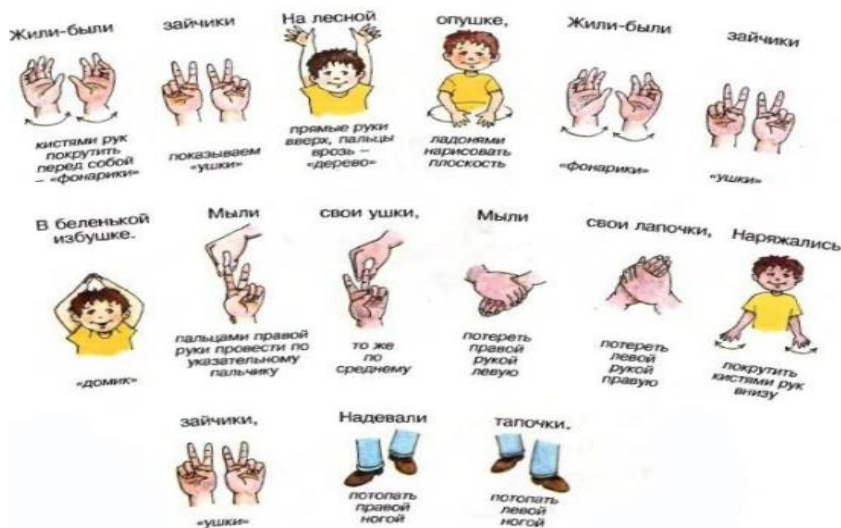 Жили-были зайчики На лесной опушке, Жили-были зайчики
кистями рук
покрутить
перед собой
– «фонарики»
показываем
«ушки»
прямые руки
вверх, пальцы
врозь –
«дерево»
ладонями
нарисовать
плоскость
«фонарики»
«ушки»
В беленькой
избушке.
Мыли свои ушки, Мыли свои лапочки, Наряжались
«домик»
пальцами правой
руки провести по
указательному
пальчику
то же
по
среднему
потереть
правой
рукой
левую
потереть
левой
рукой
правую
покрутить
кистями рук
внизу
зайчики, Надевали тапочки.
«ушки»
потопать
правой
ногой
потопать
левой
ногой